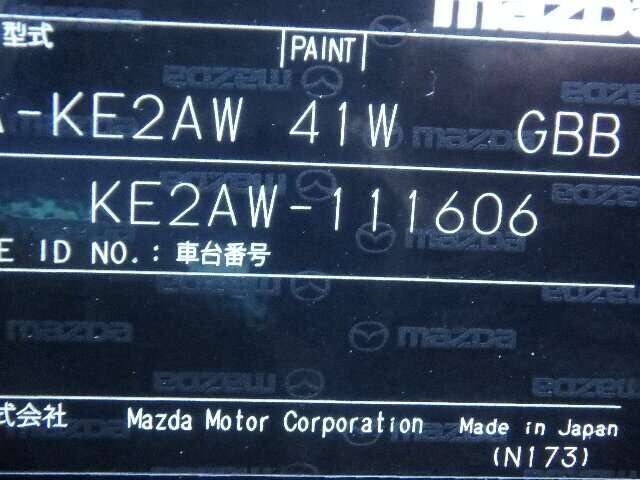 mazda
型式 PAINT
-KE2AW 41W GBB
KE2AW-111606
E ID NO.: 車台番号
式会社 Mazda Motor Corporation Made in Japan
(N173)